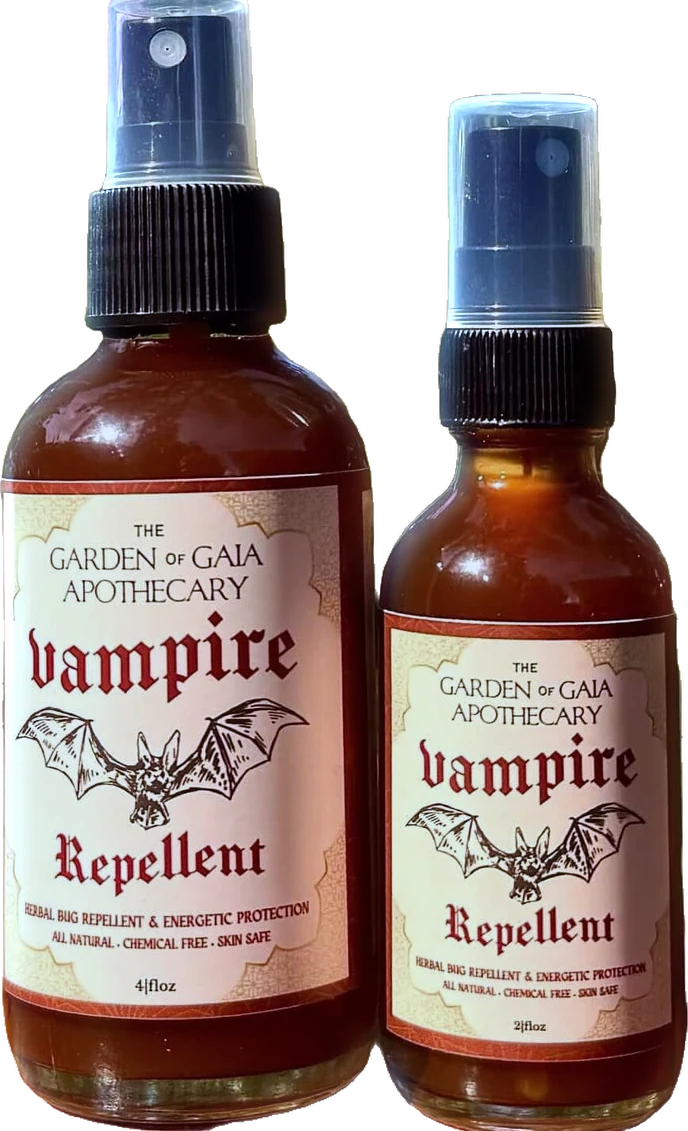 THE
GARDEN OF GAIA
APOTHECARY
vampire
Repellent
HERBAL BUG REPELLENT & ENERGETIC PROTECTION
ALL NATURAL · CHEMICAL FREE · SKIN SAFE
4|floz
THE
GARDEN OF GAIA
APOTHECARY
vampire
Repellent
HERBAL BUG REPELLENT & ENERGETIC PROTECTION
ALL NATURAL · CHEMICAL FREE · SKIN SAFE
2|floz